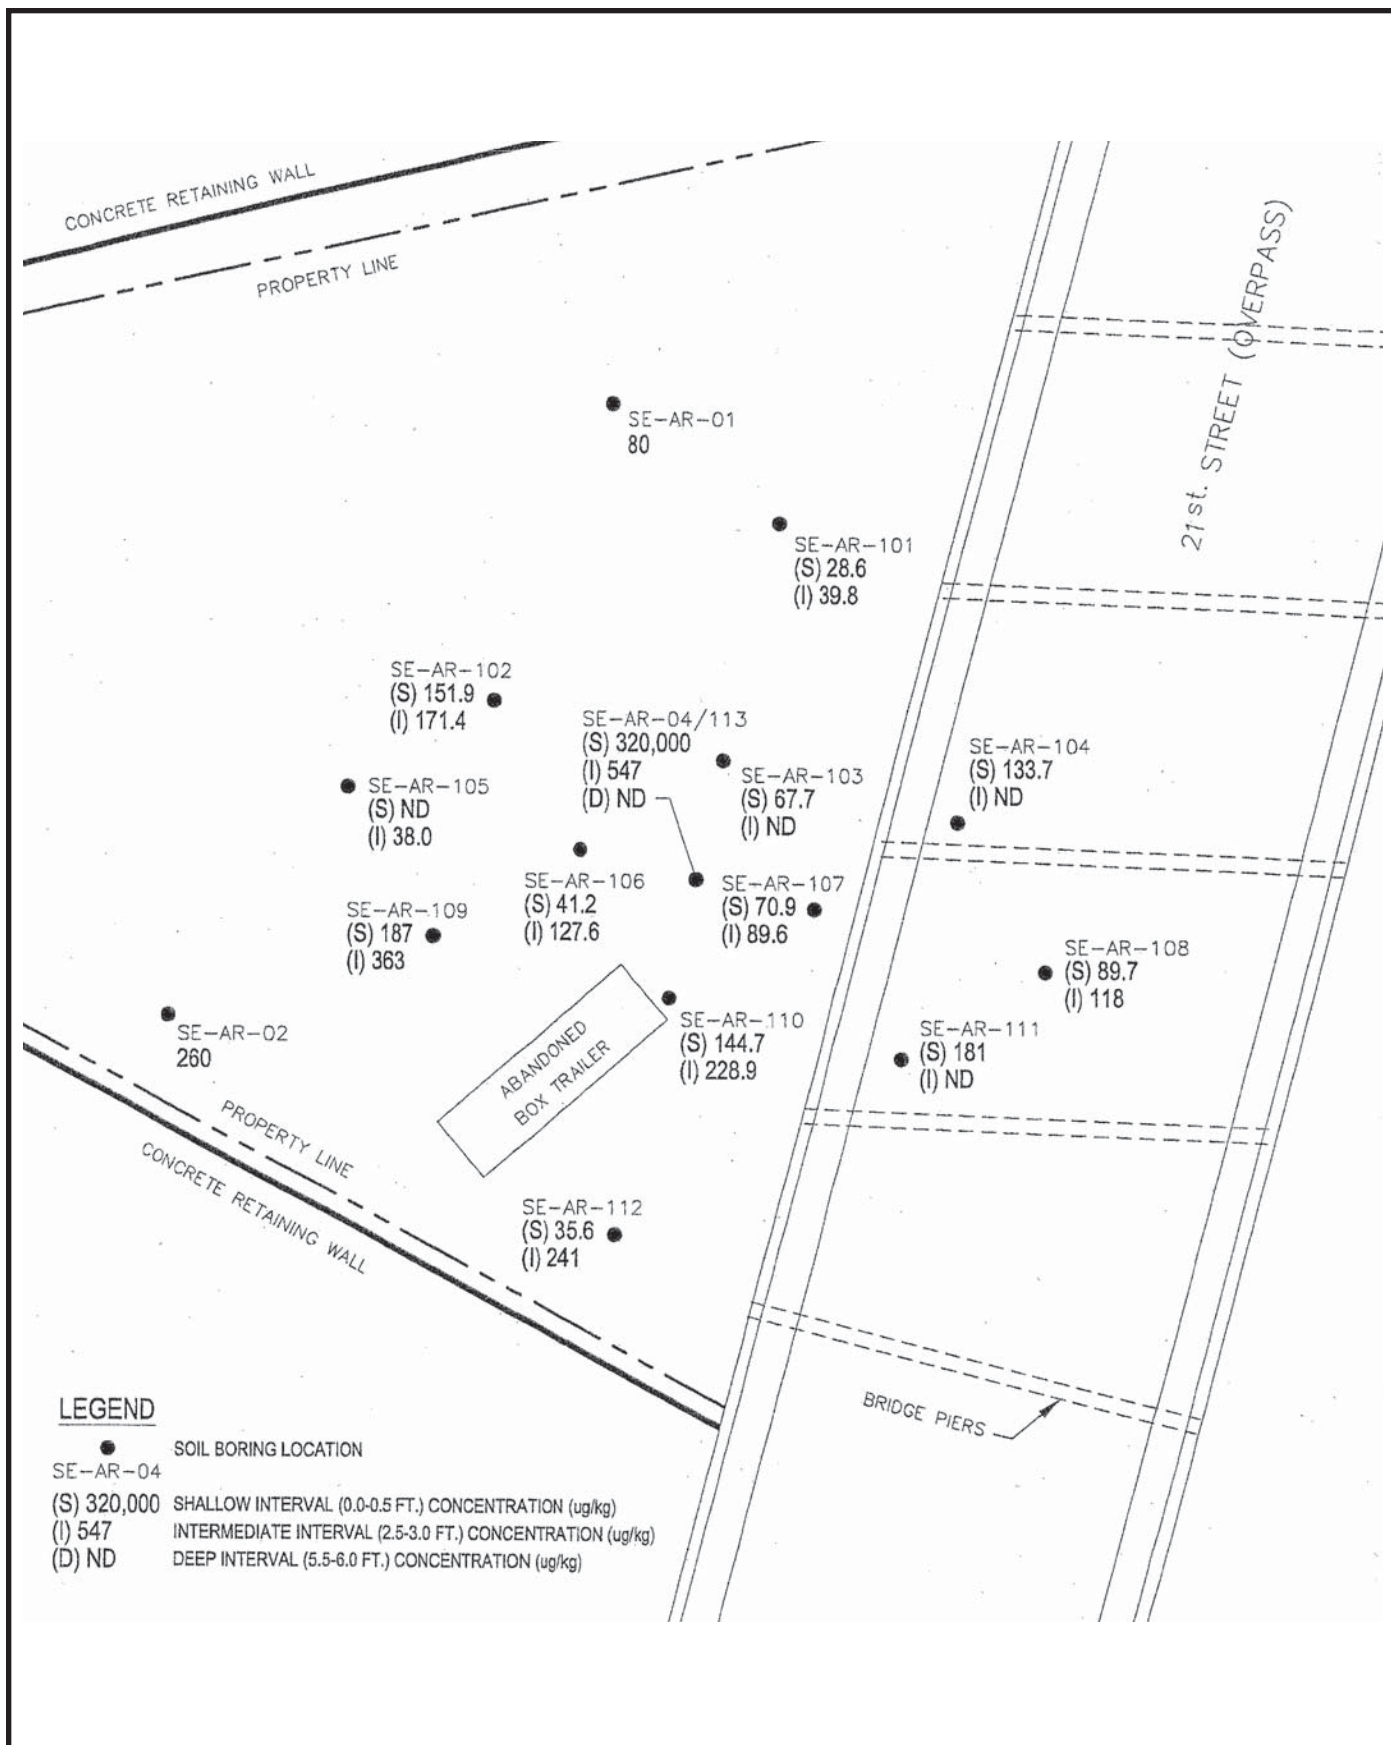 CONCRETE RETAINING WALL
PROPERTY LINE
21st. STREET (OVERPASS)
SE-AR-01
80
SE-AR-101
(S) 28.6
(I) 39.8
SE-AR-102
(S) 151.9
(I) 171.4
SE-AR-04/113
(S) 320,000
(I) 547
(D) ND
SE-AR-103
(S) 67.7
(I) ND
SE-AR-104
(S) 133.7
(I) ND
SE-AR-105
(S) ND
(I) 38.0
SE-AR-106
(S) 41.2
(I) 127.6
SE-AR-107
(S) 70.9
(I) 89.6
SE-AR-109
(S) 187
(I) 363
SE-AR-108
(S) 89.7
(I) 118
SE-AR-02
260
SE-AR-110
(S) 144.7
(I) 228.9
SE-AR-111
(S) 181
(I) ND
ABANDONED
BOX TRAILER
PROPERTY LINE
CONCRETE RETAINING WALL
SE-AR-112
(S) 35.6
(I) 241
BRIDGE PIERS
LEGEND
SOIL BORING LOCATION
SE-AR-04
(S) 320,000 SHALLOW INTERVAL (0.0-0.5 FT.) CONCENTRATION (ug/kg)
(I) 547 INTERMEDIATE INTERVAL (2.5-3.0 FT.) CONCENTRATION (ug/kg)
(D) ND DEEP INTERVAL (5.5-6.0 FT.) CONCENTRATION (ug/kg)